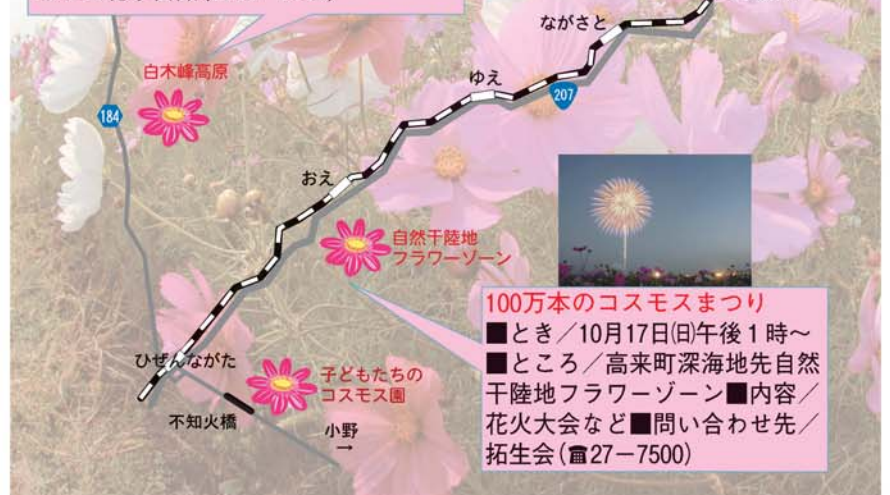 ながさと
白木峰高原
ゆえ
207
184
おえ
自然干陸地
フラワーゾーン
100万本のコスモスまつり
■とき／10月17日㈰午後1時～
■ところ／高来町深海地先自然
干陸地フラワーゾーン■内容／
花火大会など■問い合わせ先／
拓生会(☎27－7500)
ひぜんながた
子どもたちの
コスモス園
不知火橋
小野
→